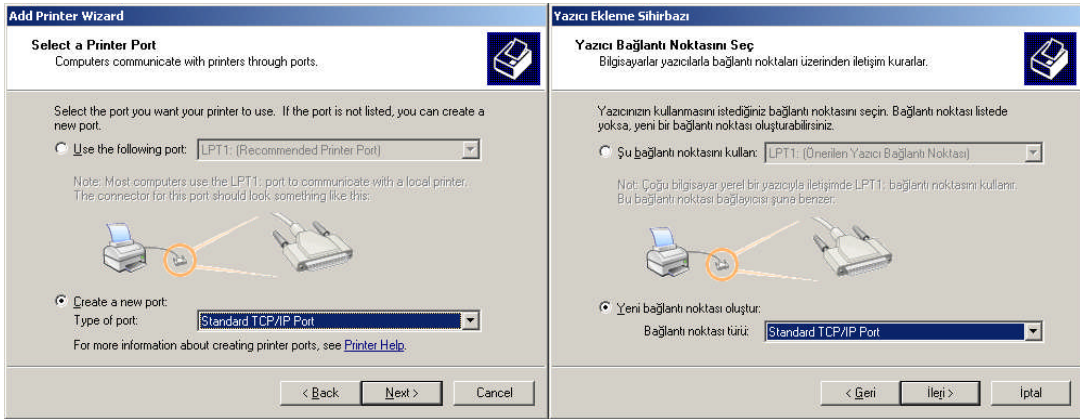 Add Printer Wizard
Select a Printer Port
Computers communicate with printers through ports.
Select the port you want your printer to use. If the port is not listed, you can create a
new port.
Use the following port:
LPT1: (Recommended Printer Port)
Note: Most computers use the LPT1: port to communicate with a local printer.
The connector for this port should look something like this:
Create a new port:
Type of port:
Standard TCP/IP Port
For more information about creating printer ports, see Printer Help.
< Back
Next >
Cancel
Yazıcı Ekleme Sihirbazı
Yazıcı Bağlantı Noktasını Seç
Bilgisayarlar yazıcılarla bağlantı noktaları üzerinden iletişim kurarlar.
Yazıcınızın kullanmasını istediğiniz bağlantı noktasını seçin. Bağlantı noktası listede
yoksa, yeni bir bağlantı noktası oluşturabilirsiniz.
Şu bağlantı noktasını kullan:
LPT1: (Önerilen Yazıcı Bağlantı Noktası)
Not: Çoğu bilgisayar yerel bir yazıcıyla iletişimde LPT1: bağlantı noktasını kullanır.
Bu bağlantı noktası bağlayıcısı şuna benzer.
Yeni bağlantı noktası oluştur:
Bağlantı noktası türü:
Standard TCP/IP Port
< Geri
İleri >
İptal